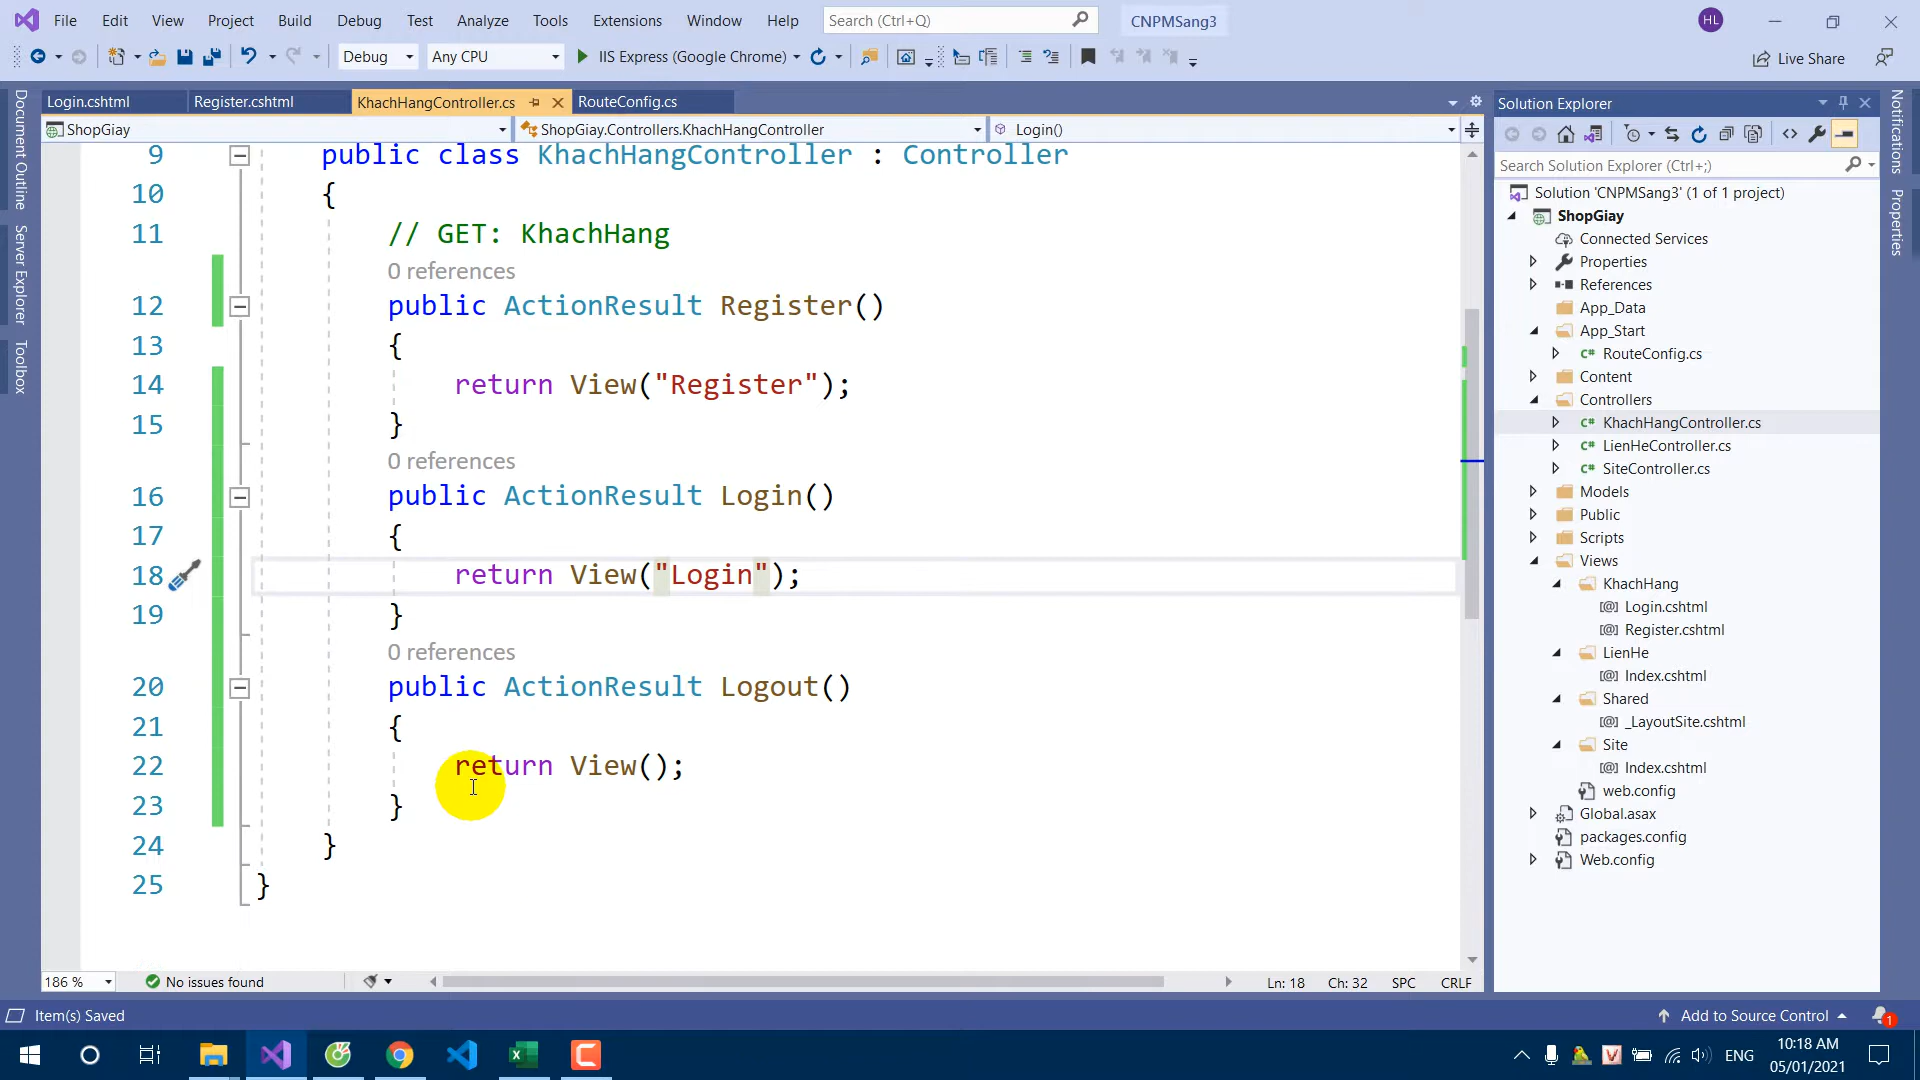 File Edit View Project Build Debug Test Analyze Tools Extensions Window Help Search (Ctrl+Q) CNPMSang3 HL
Debug Any CPU IIS Express (Google Chrome) Live Share
Document Outline
Server Explorer
Toolbox
Login.cshtml Register.cshtml KhachHangController.cs RouteConfig.cs
ShopGiay ShopGiay.Controllers.KhachHangController Login()
9 public class KhachHangController : Controller
10 {
11 // GET: KhachHang
0 references
12 public ActionResult Register()
13 {
14 return View("Register");
15 }
0 references
16 public ActionResult Login()
17 {
18 return View("Login");
19 }
0 references
20 public ActionResult Logout()
21 {
22 return View();
23 }
24 }
25 }
186 % No issues found Ln: 18 Ch: 32 SPC CRLF
Solution Explorer
Search Solution Explorer (Ctrl+;)
Solution 'CNPMSang3' (1 of 1 project)
ShopGiay
Connected Services
Properties
References
App_Data
App_Start
C# RouteConfig.cs
Content
Controllers
C# KhachHangController.cs
C# LienHeController.cs
C# SiteController.cs
Models
Public
Scripts
Views
KhachHang
[@] Login.cshtml
[@] Register.cshtml
LienHe
[@] Index.cshtml
Shared
[@] _LayoutSite.cshtml
Site
[@] Index.cshtml
web.config
Global.asax
packages.config
Web.config
Notifications
Properties
Item(s) Saved Add to Source Control 1
ENG 10:18 AM
05/01/2021